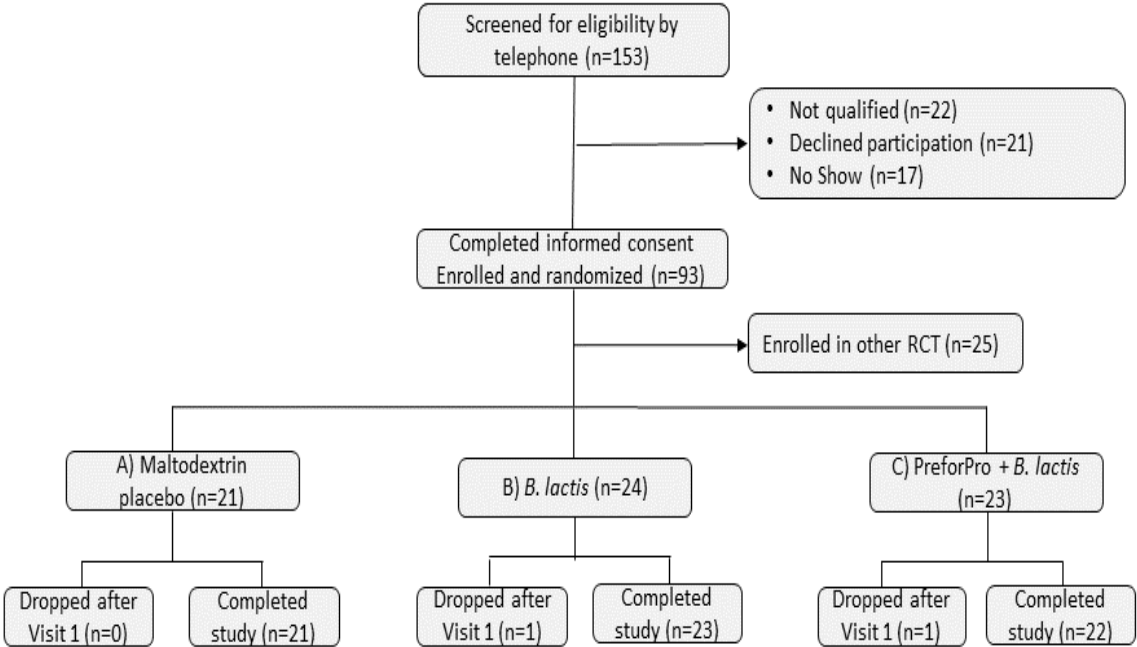 Screened for eligibility by
telephone (n=153)
• Not qualified (n=22)
• Declined participation (n=21)
• No Show (n=17)
Completed informed consent
Enrolled and randomized (n=93)
Enrolled in other RCT (n=25)
A) Maltodextrin
placebo (n=21)
B) B. lactis (n=24)
C) PreforPro + B. lactis
(n=23)
Dropped after
Visit 1 (n=0)
Completed
study (n=21)
Dropped after
Visit 1 (n=1)
Completed
study (n=23)
Dropped after
Visit 1 (n=1)
Completed
study (n=22)